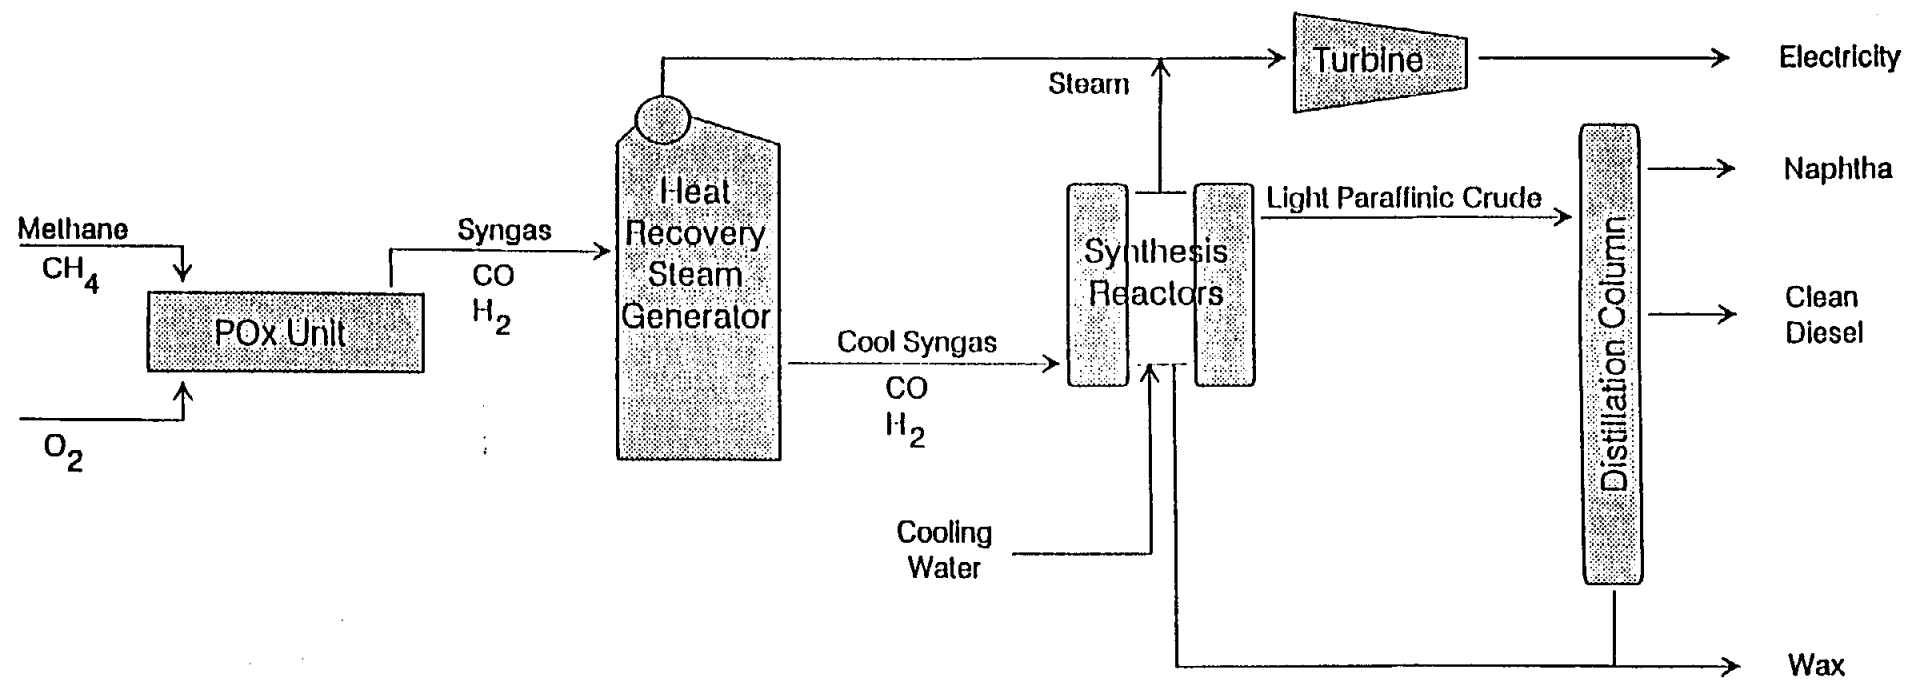 Turbine
Electricity
Steam
Naphtha
Heat
Recovery
Steam
Generator
Light Paraffinic Crude
Methane
CH4
Syngas
CO
H2
Synthesis
Reactors
Distillation Column
Clean
Diesel
POx Unit
Cool Syngas
CO
H2
O2
Cooling
Water
Wax